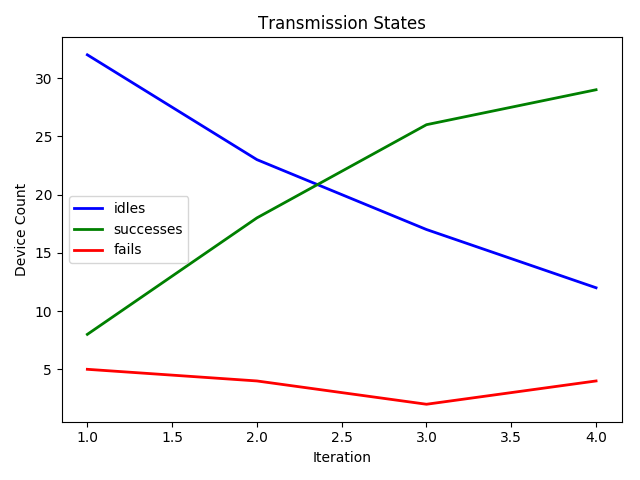 Transmission States
30
25
20
15
10
5
Device Count
idles
successes
fails
1.0 1.5 2.0 2.5 3.0 3.5 4.0
Iteration